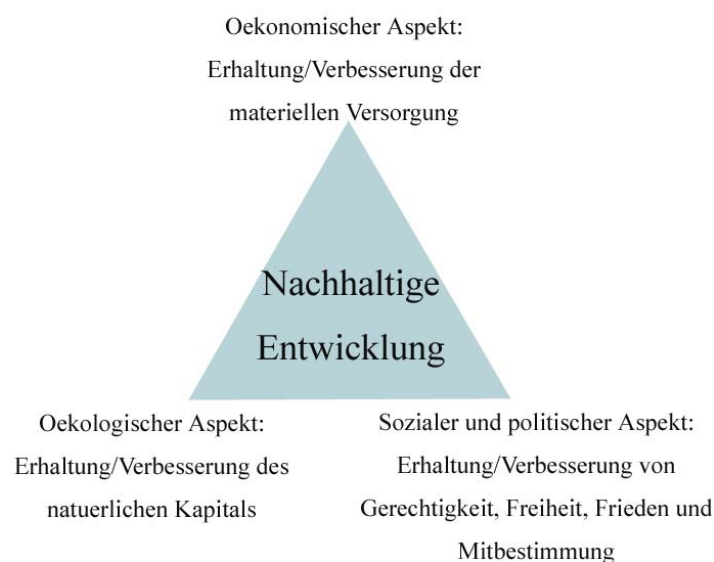 Oekonomischer Aspekt:
Erhaltung/Verbesserung der
materiellen Versorgung
Nachhaltige
Entwicklung
Oekologischer Aspekt:
Erhaltung/Verbesserung des
natuerlichen Kapitals
Sozialer und politischer Aspekt:
Erhaltung/Verbesserung von
Gerechtigkeit, Freiheit, Frieden und
Mitbestimmung